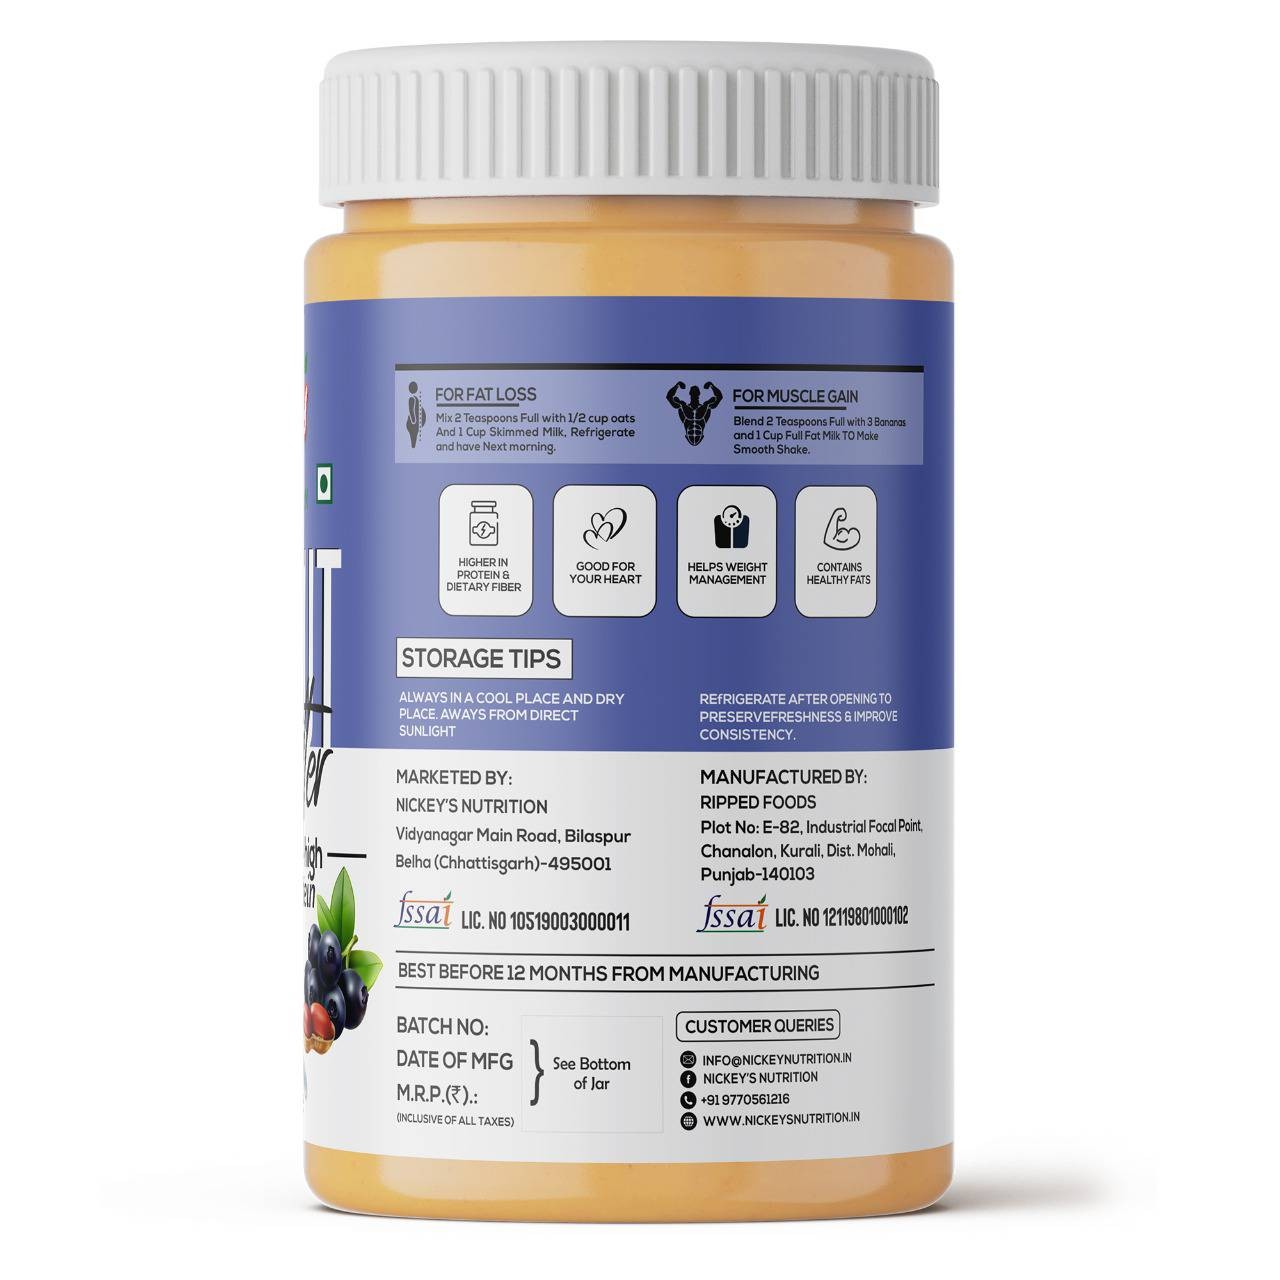 FOR FAT LOSS
Mix 2 Teaspoons Full with 1/2 cup oats
And 1 Cup Skimmed Milk, Refrigerate
and have Next morning.
FOR MUSCLE GAIN
Blend 2 Teaspoons Full with 3 Bananas
and 1 Cup Full Fat Milk TO Make
Smooth Shake.
HIGHER IN
PROTEIN &
DIETARY FIBER
GOOD FOR
YOUR HEART
HELPS WEIGHT
MANAGEMENT
CONTAINS
HEALTHY FATS
STORAGE TIPS
ALWAYS IN A COOL PLACE AND DRY
PLACE. AWAYS FROM DIRECT
SUNLIGHT
REfRIGERATE AFTER OPENING TO
PRESERVEFRESHNESS & IMPROVE
CONSISTENCY.
MARKETED BY:
NICKEY'S NUTRITION
Vidyanagar Main Road, Bilaspur
Belha (Chhattisgarh)-495001
fssai LIC. NO 10519003000011
MANUFACTURED BY:
RIPPED FOODS
Plot No: E-82, Industrial Focal Point,
Chanalon, Kurali, Dist. Mohali,
Punjab-140103
fssai LIC. NO 12119801000102
BEST BEFORE 12 MONTHS FROM MANUFACTURING
BATCH NO:
DATE OF MFG
M.R.P.(₹).:
(INCLUSIVE OF ALL TAXES)
See Bottom
of Jar
CUSTOMER QUERIES
INFO@NICKEYNUTRITION.IN
NICKEY'S NUTRITION
+91 9770561216
WWW.NICKEYSNUTRITION.IN